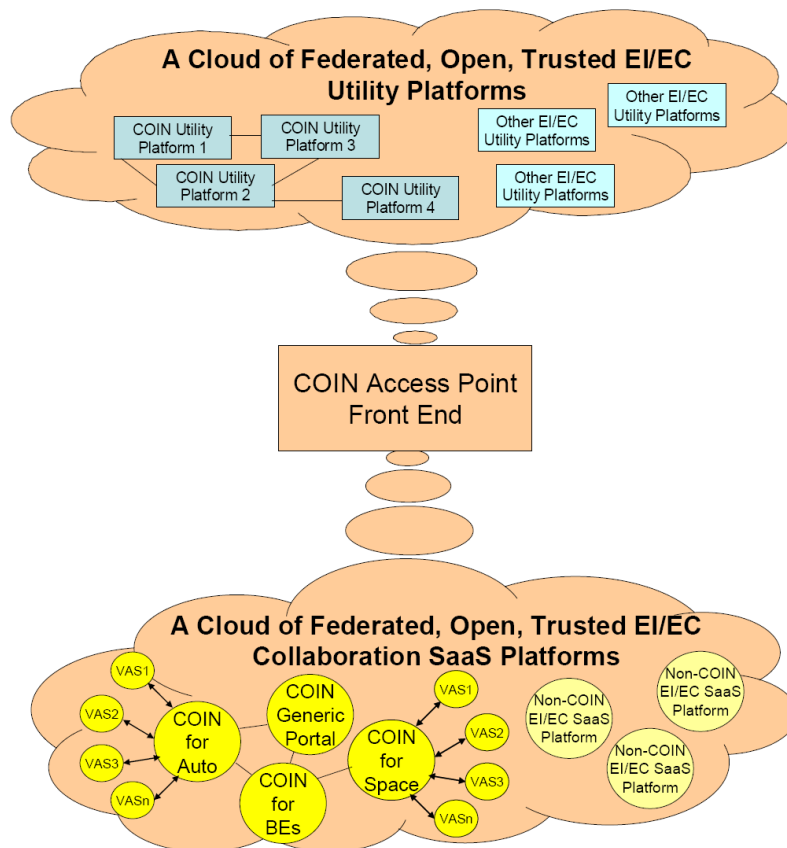 A Cloud of Federated, Open, Trusted EI/EC
Utility Platforms
COIN Utility
Platform 1
COIN Utility
Platform 3
COIN Utility
Platform 2
COIN Utility
Platform 4
Other EI/EC
Utility Platforms
Other EI/EC
Utility Platforms
Other EI/EC
Utility Platforms
COIN Access Point
Front End
A Cloud of Federated, Open, Trusted EI/EC
Collaboration SaaS Platforms
VAS1
VAS2
VAS3
VASn
COIN
for
Auto
COIN
Generic
Portal
COIN
for
BEs
COIN
for
Space
VAS1
VAS2
VAS3
VASn
Non-COIN
EI/EC SaaS
Platform
Non-COIN
EI/EC SaaS
Platform
Non-COIN
EI/EC SaaS
Platform